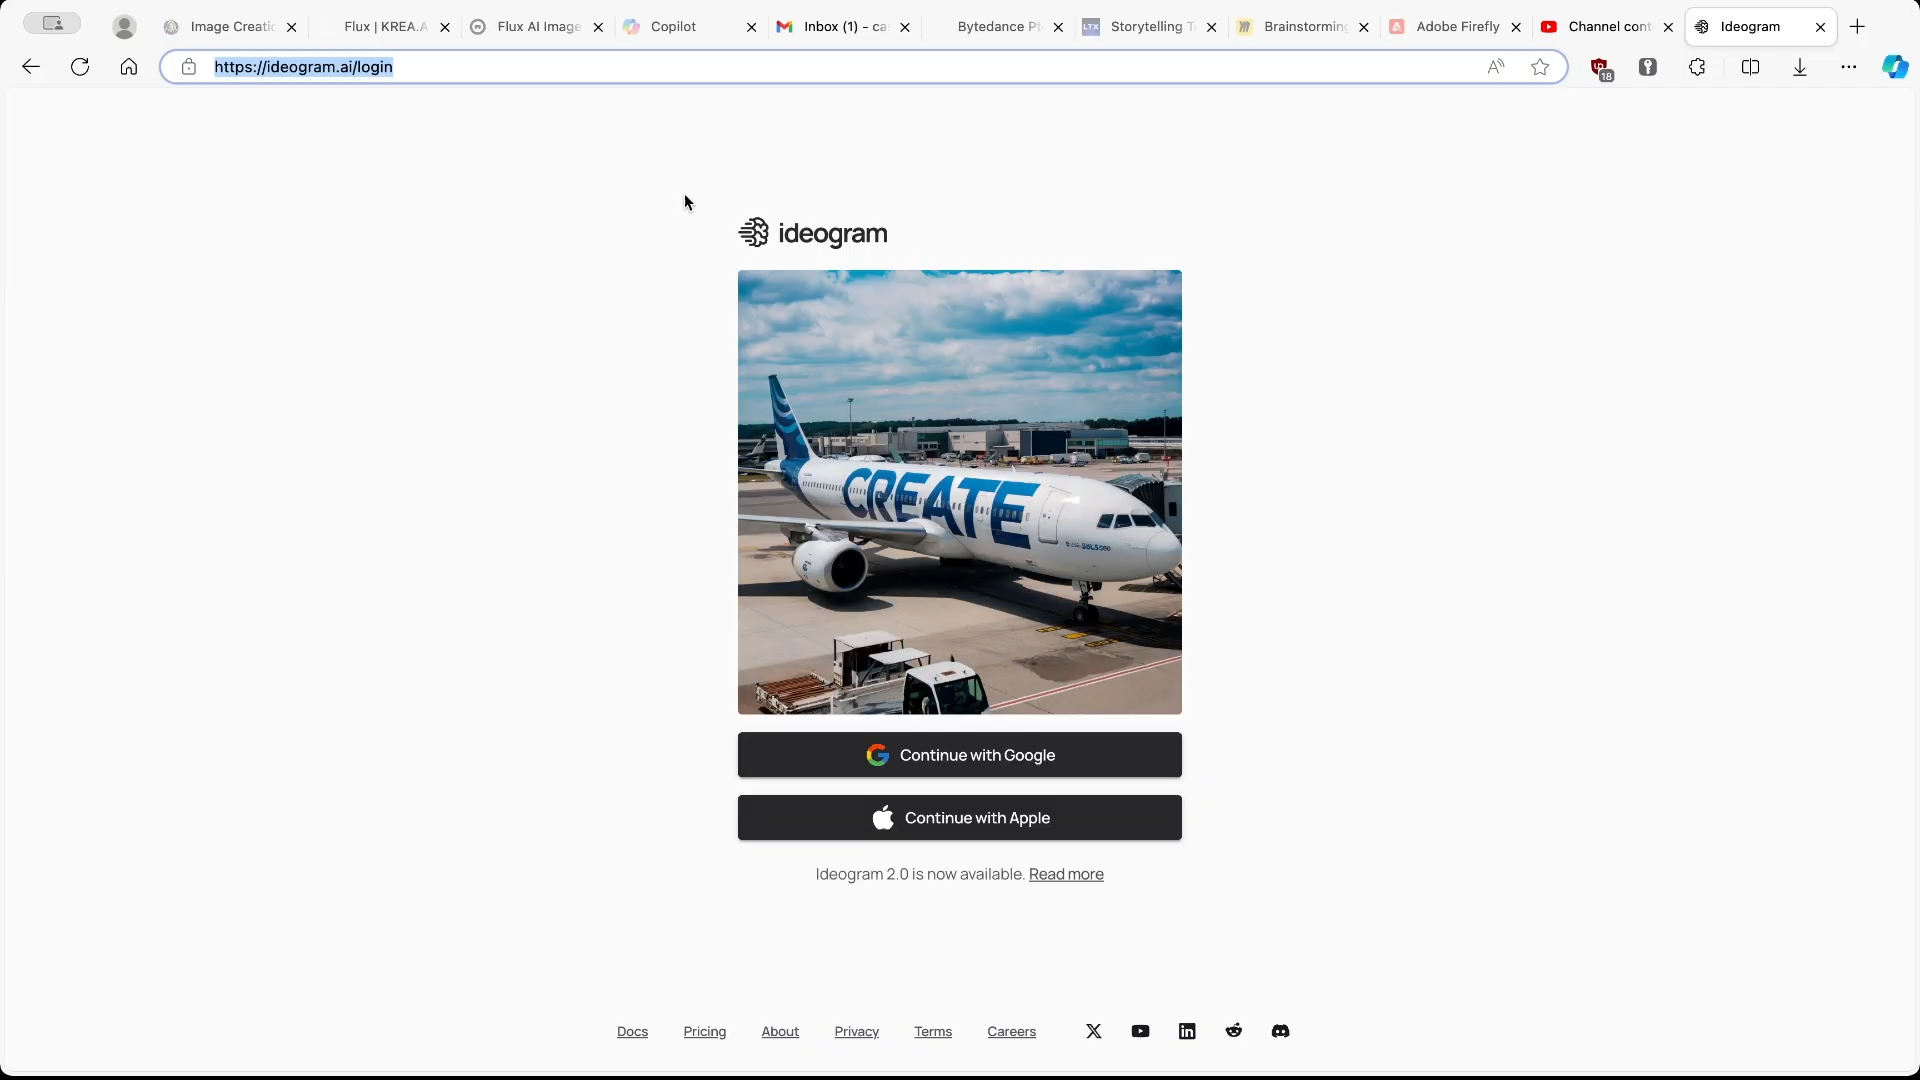 Image Creatic
Flux | KREA.A
Flux AI Image
Copilot
Inbox (1) - ca
Bytedance Pt
LTX
Storytelling T
Brainstorming
Adobe Firefly
Channel cont
Ideogram
https://ideogram.ai/login
18
ideogram
CREATE
Continue with Google
Continue with Apple
Ideogram 2.0 is now available. Read more
Docs
Pricing
About
Privacy
Terms
Careers